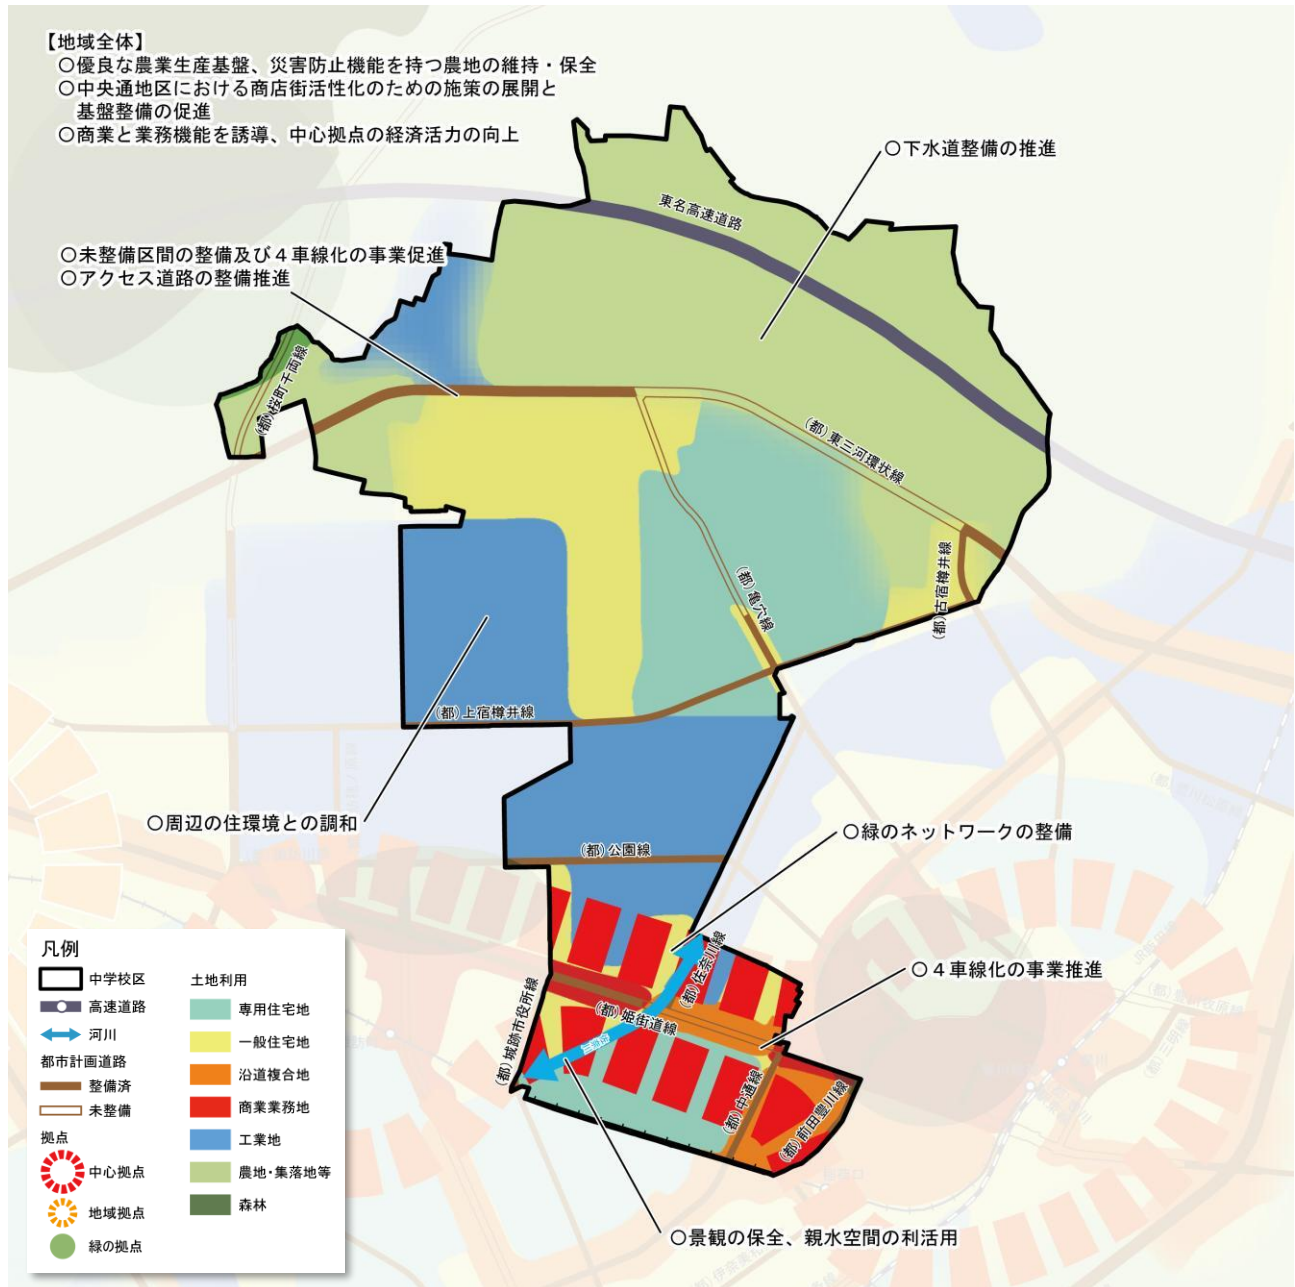 【地域全体】
○優良な農業生産基盤、災害防止機能を持つ農地の維持・保全
○中央通地区における商店街活性化のための施策の展開と
基盤整備の促進
○商業と業務機能を誘導、中心拠点の経済活力の向上
○下水道整備の推進
東名高速道路
○未整備区間の整備及び４車線化の事業促進
○アクセス道路の整備推進
(都)桜町千両線
(都)東三河環状線
(都)亀穴線
(都)古宿樽井線
(都)上宿樽井線
○周辺の住環境との調和
(都)公園線
○緑のネットワークの整備
(都)佐奈川線
○４車線化の事業推進
(都)姫街道線
(都)城跡市役所線
(都)中通線
(都)前田豊川線
○景観の保全、親水空間の利活用
凡例
中学校区
高速道路
河川
都市計画道路
整備済
未整備
拠点
中心拠点
地域拠点
緑の拠点
土地利用
専用住宅地
一般住宅地
沿道複合地
商業業務地
工業地
農地・集落地等
森林